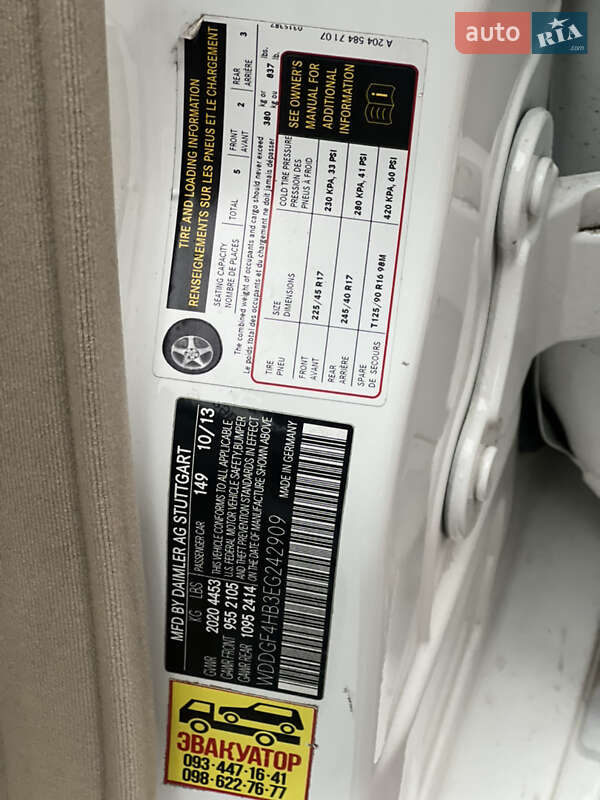 auto RIA
.com
A 204 584 71 07
TIRE AND LOADING INFORMATION
RENSEIGNEMENTS SUR LES PNEUS ET LE CHARGEMENT
SEATING CAPACITY
NOMBRE DE PLACES
TOTAL 5
FRONT
AVANT 2
REAR
ARRIÈRE 3
The combined weight of occupants and cargo should never exceed 380 kg or 837 lbs.
Le poids total des occupants et du chargement ne doit jamais dépasser 380 kg ou 837 lb.
TIRE
PNEU
SIZE
DIMENSIONS
COLD TIRE PRESSURE
PRESSION DES
PNEUS À FROID
FRONT
AVANT
225/45 R17
230 KPA, 33 PSI
REAR
ARRIÈRE
245/40 R17
280 KPA, 41 PSI
SPARE
DE SECOURS
T125/90 R16 98M
420 KPA, 60 PSI
SEE OWNER'S
MANUAL FOR
ADDITIONAL
INFORMATION
MFD BY DAIMLER AG STUTTGART
KG LBS PASSENGER CAR 149 10/13
GVWR 2020 4453
GAWR FRONT 955 2105
GAWR REAR 1095 2414
THIS VEHICLE CONFORMS TO ALL APPLICABLE
U.S. FEDERAL MOTOR VEHICLE SAFETY, BUMPER
AND THEFT PREVENTION STANDARDS IN EFFECT
ON THE DATE OF MANUFACTURE SHOWN ABOVE
MADE IN GERMANY
WDDGF4HB3EG242909
ЭВАКУАТОР
093-447-16-41
098-622-76-77